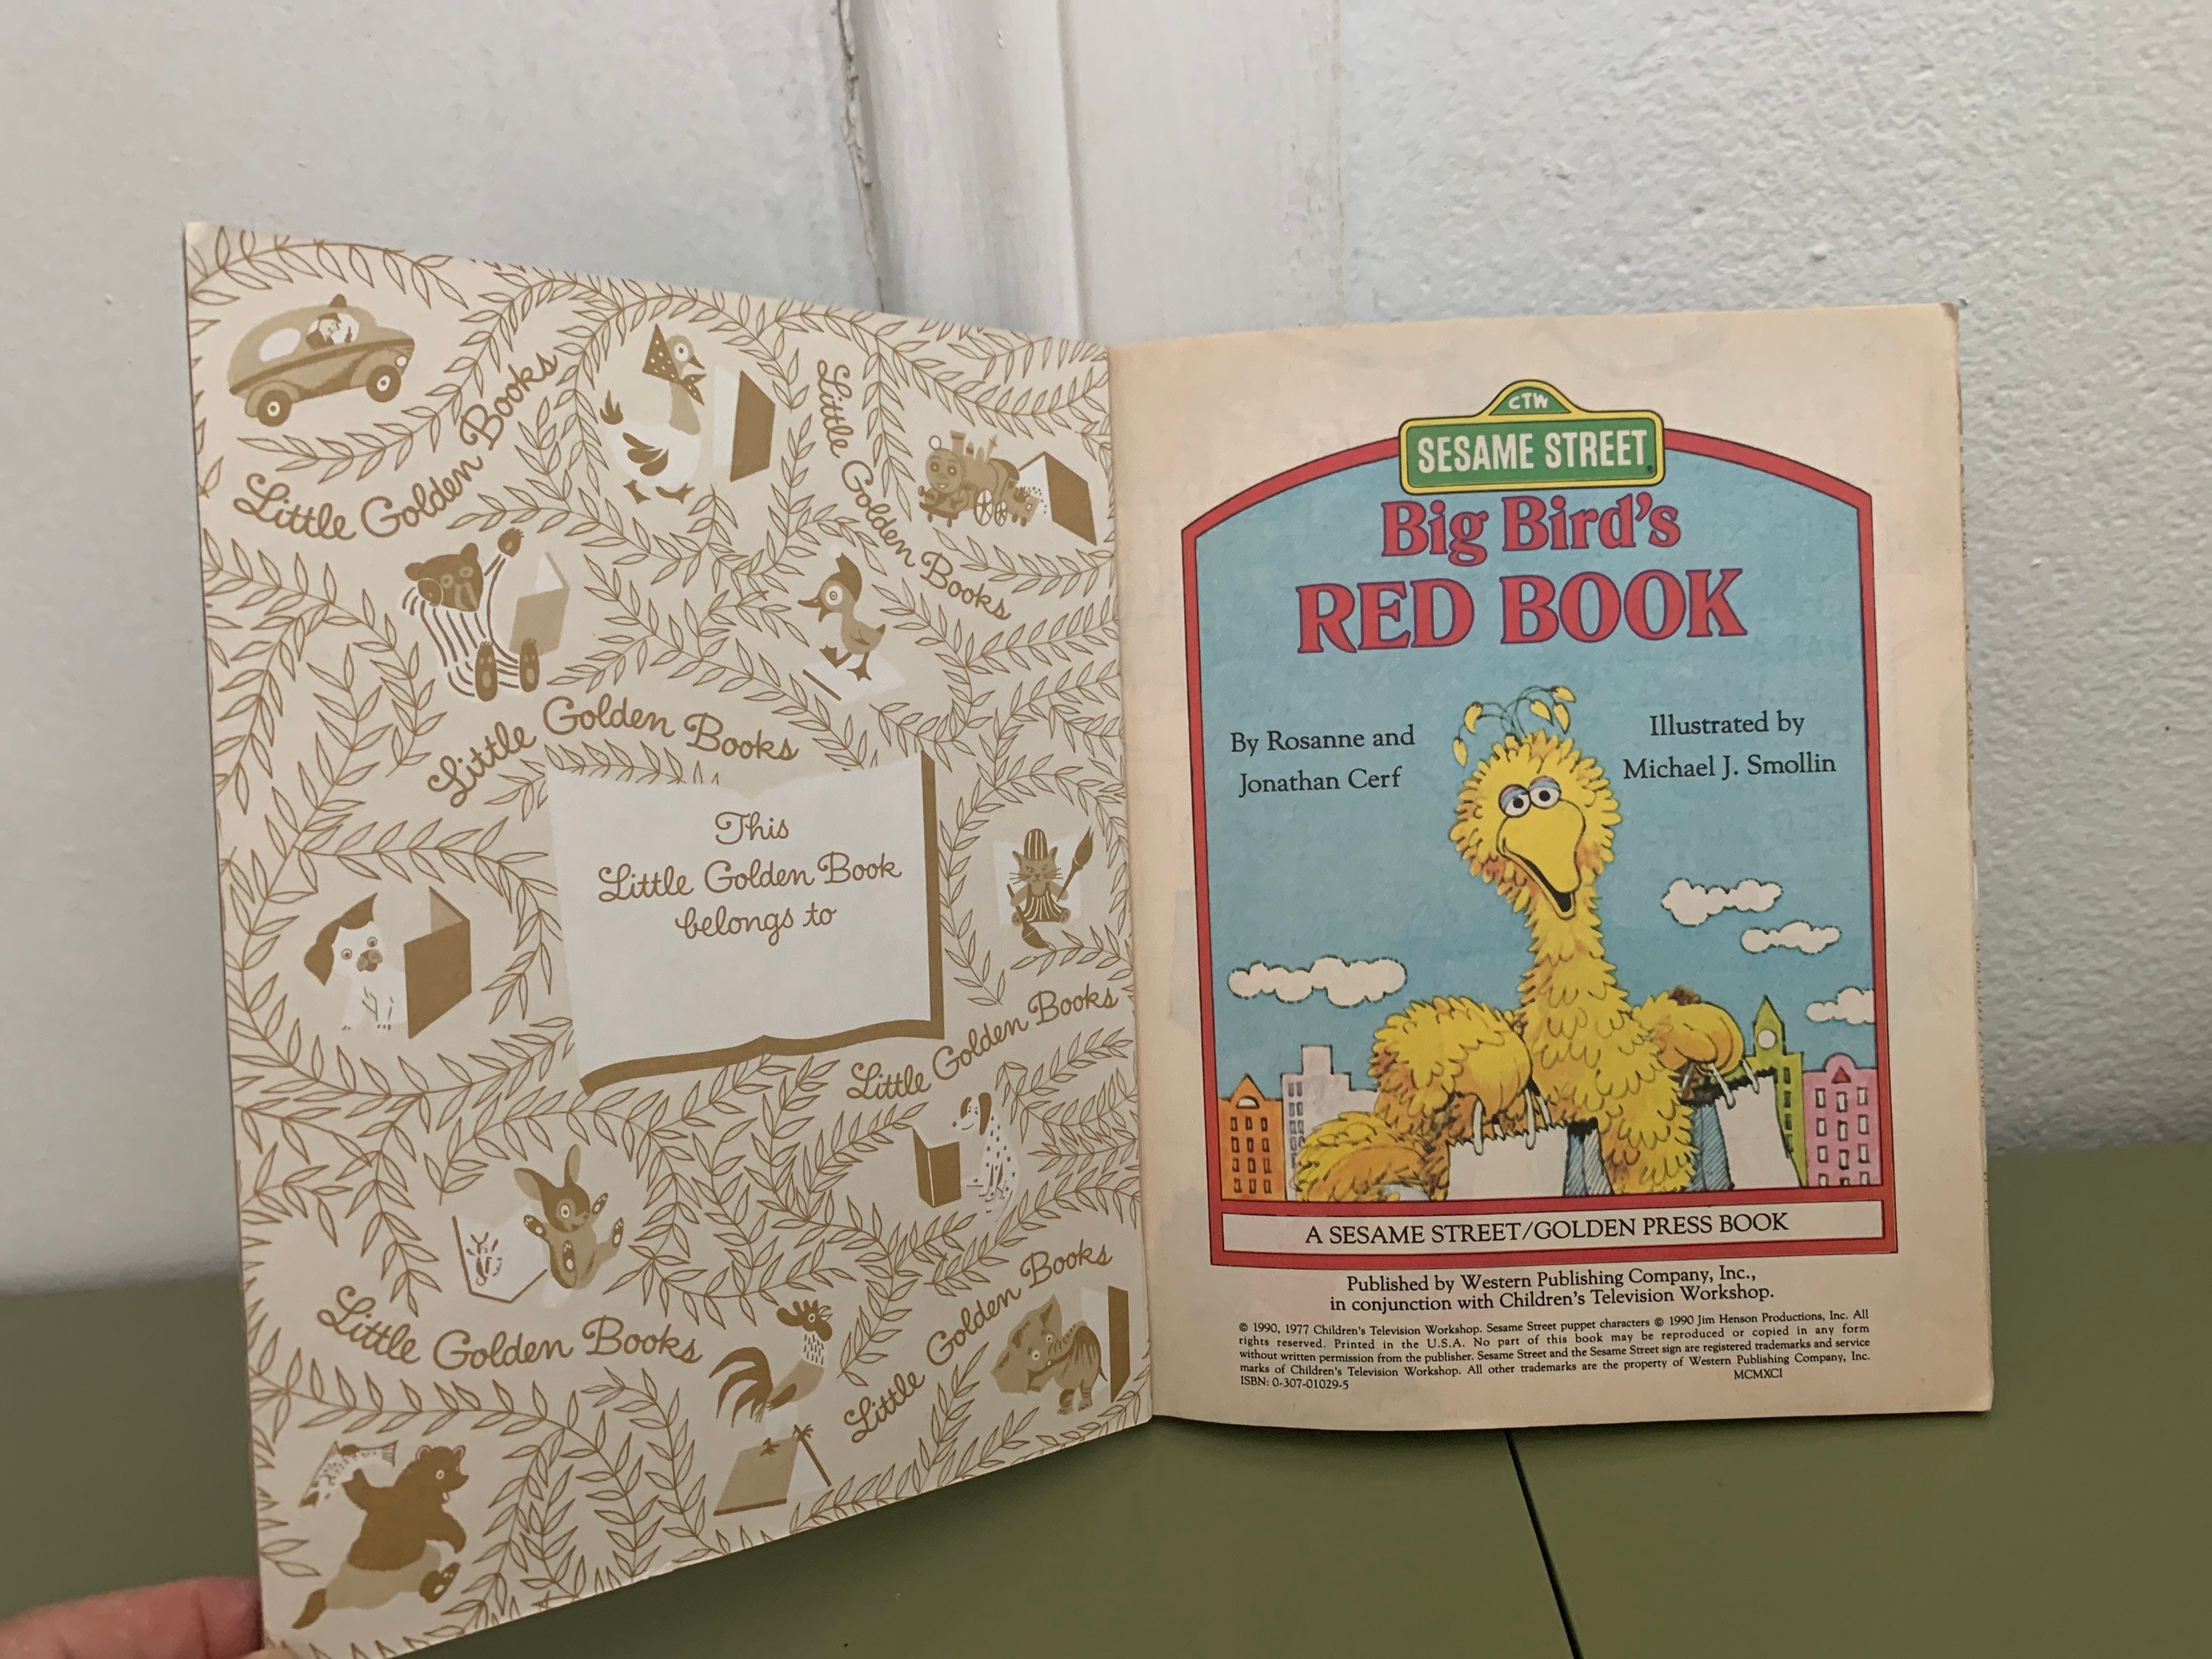 Little Golden Books
Little Golden Books
Little Golden Books
This
Little Golden Book
belongs to
Little Golden Books
Little Golden Books
Little Golden Books
CTW
SESAME STREET®
Big Bird's
RED BOOK
By Rosanne and
Jonathan Cerf
Illustrated by
Michael J. Smollin
A SESAME STREET/GOLDEN PRESS BOOK
Published by Western Publishing Company, Inc.,
in conjunction with Children's Television Workshop.
© 1990, 1977 Children's Television Workshop. Sesame Street puppet characters © 1990 Jim Henson Productions, Inc. All
rights reserved. Printed in the U.S.A. No part of this book may be reproduced or copied in any form
without written permission from the publisher. Sesame Street and the Sesame Street sign are registered trademarks and service
marks of Children's Television Workshop. All other trademarks are the property of Western Publishing Company, Inc.
ISBN: 0-307-01029-5 MCMXCI